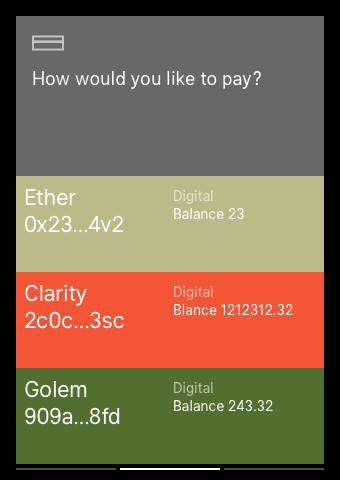 How would you like to pay?
Ether
0x23...4v2
Digital
Balance 23
Clarity
2c0c...3sc
Digital
Blance 1212312.32
Golem
909a...8fd
Digital
Balance 243.32